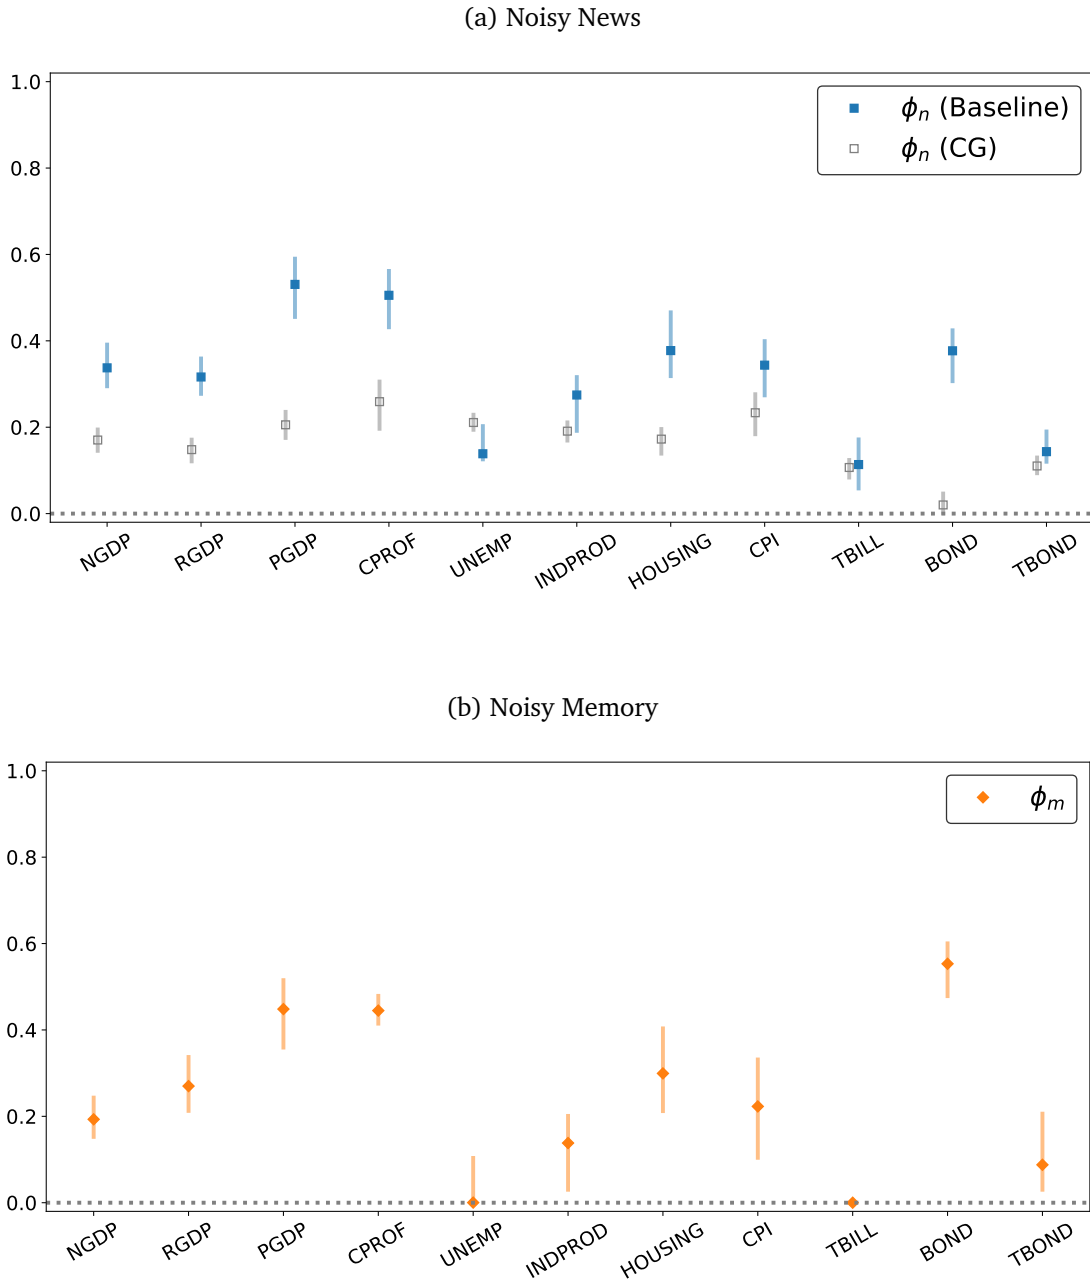 (a) Noisy News
1.0
0.8
0.6
0.4
0.2
0.0
ϕₙ (Baseline)
ϕₙ (CG)
NGDP
RGDP
PGDP
CPROF
UNEMP
INDPROD
HOUSING
CPI
TBILL
BOND
TBOND
(b) Noisy Memory
1.0
0.8
0.6
0.4
0.2
0.0
ϕₘ
NGDP
RGDP
PGDP
CPROF
UNEMP
INDPROD
HOUSING
CPI
TBILL
BOND
TBOND